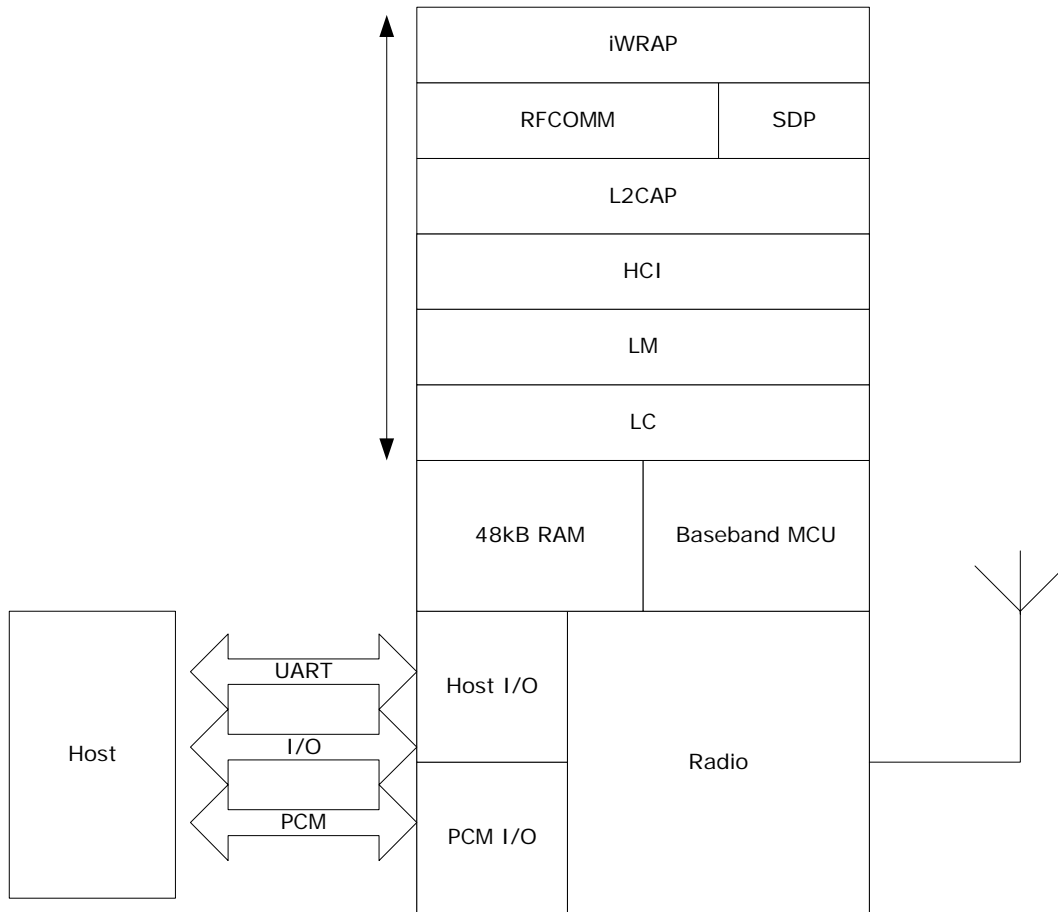 iWRAP
RFCOMM
SDP
L2CAP
HCI
LM
LC
48kB RAM
Baseband MCU
UART
Host I/O
Host
I/O
Radio
PCM
PCM I/O